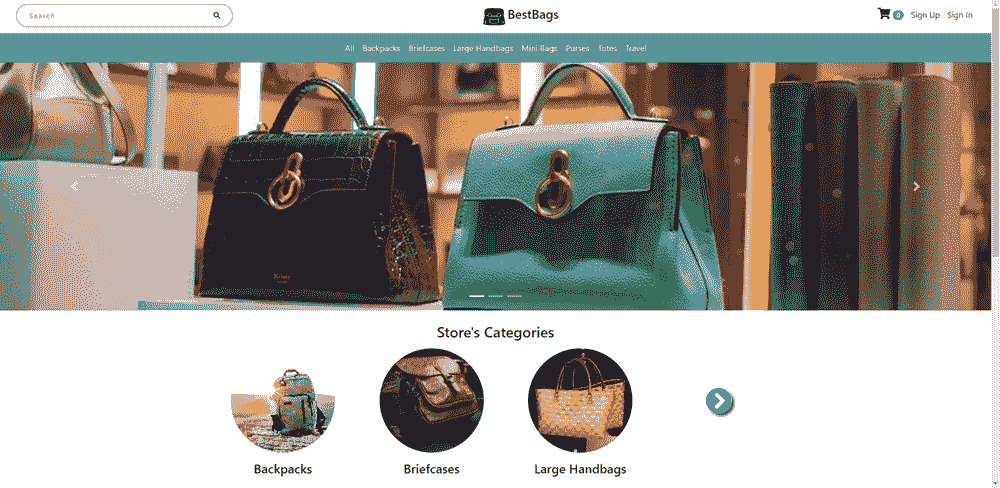 Search
BestBags
0
Sign Up
Sign In
All
Backpacks
Briefcases
Large Handbags
Mini Bags
Purses
Totes
Travel
Store's Categories
Backpacks
Briefcases
Large Handbags